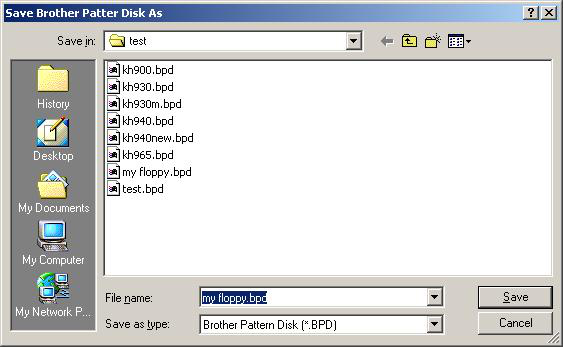 Save Brother Patter Disk As
Save in: test
History
Desktop
My Documents
My Computer
My Network P...
kh900.bpd
kh930.bpd
kh930m.bpd
kh940.bpd
kh940new.bpd
kh965.bpd
my floppy.bpd
test.bpd
File name: my floppy.bpd Save
Save as type: Brother Pattern Disk (*.BPD) Cancel